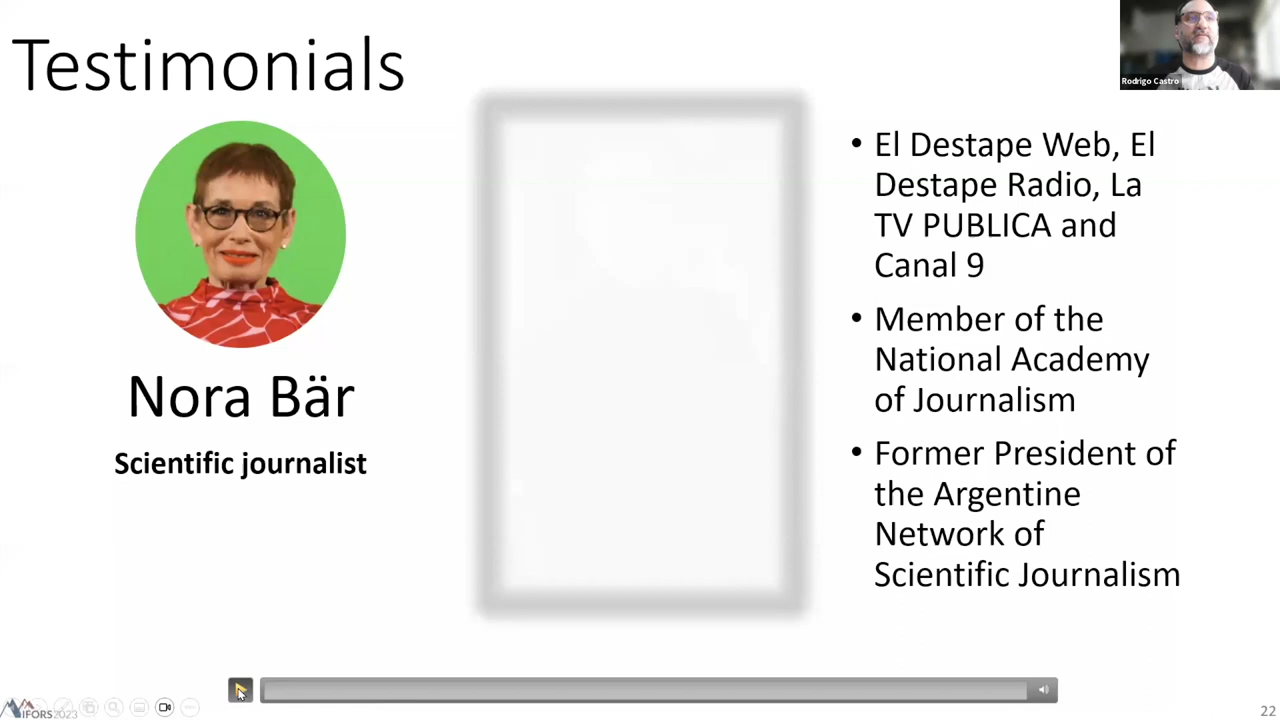 Testimonials
Rodrigo Castro
Nora Bär
Scientific journalist
• El Destape Web, El
Destape Radio, La
TV PUBLICA and
Canal 9
• Member of the
National Academy
of Journalism
• Former President of
the Argentine
Network of
Scientific Journalism
IFORS2023
22